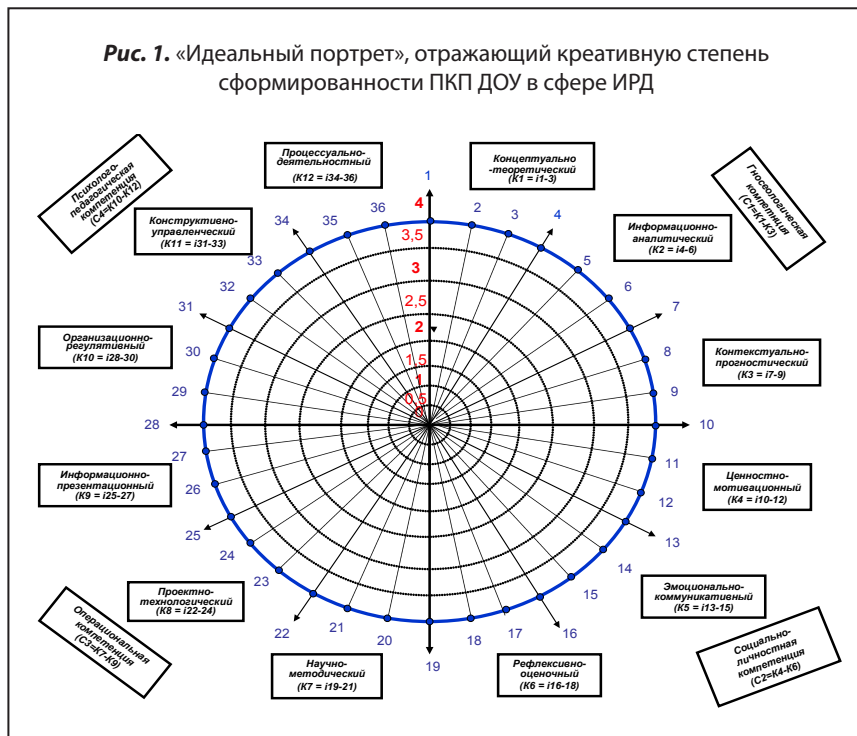 Рис. 1. «Идеальный портрет», отражающий креативную степень
сформированности ПКП ДОУ в сфере ИРД
Психолого-
педагогическая
компетенция
(С4=К10-К12)
Процессуально-
деятельностный
(К12 = i34-36)
Концептуально
-теоретический
(К1 = i1-3)
Гносеологическая
компетнция
(С1=К1-К3)
Конструктивно-
управленческий
(К11 = i31-33)
Информационно-
аналитический
(К2 = i4-6)
Организационно-
регулятивный
(К10 = i28-30)
Контекстуально-
прогностический
(К3 = i7-9)
Информационно-
презентационный
(К9 = i25-27)
Ценностно-
мотивационный
(К4 = i10-12)
Проектно-
технологический
(К8 = i22-24)
Эмоционально-
коммуникативный
(К5 = i13-15)
Операциональная
компетенция
(С3=К7-К9)
Научно-
методический
(К7 = i19-21)
Рефлексивно-
оценочный
(К6 = i16-18)
Социально-
личностная
компетенция
(С2=К4-К6)
1
2
3
4
5
6
7
8
9
10
11
12
13
14
15
16
17
18
19
20
21
22
23
24
25
26
27
28
29
30
31
32
33
34
35
36
4
3,5
3
2,5
2
1,5
1
0,5
0